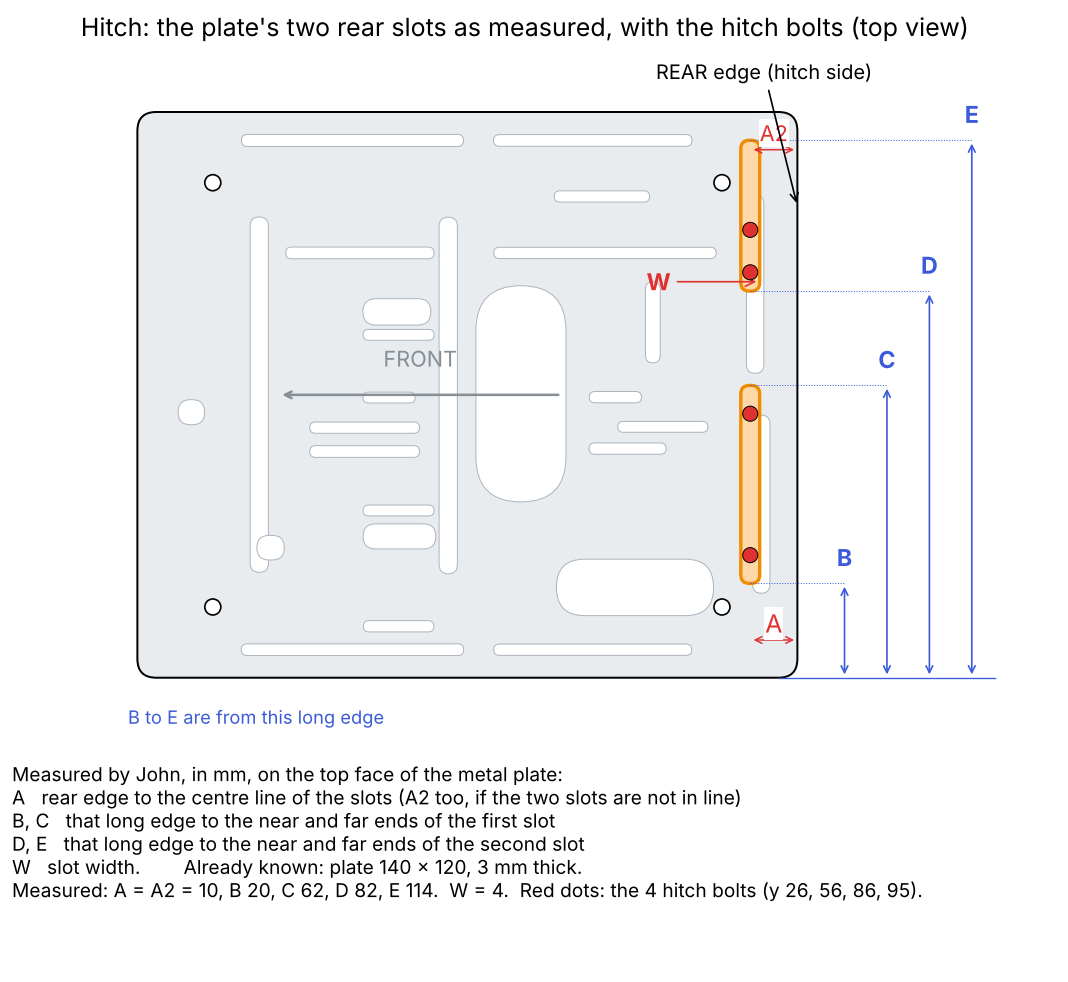 Hitch: the plate's two rear slots as measured, with the hitch bolts (top view)
REAR edge (hitch side)
E
A2
D
W
C
FRONT
B
A
B to E are from this long edge
Measured by John, in mm, on the top face of the metal plate:
A rear edge to the centre line of the slots (A2 too, if the two slots are not in line)
B, C that long edge to the near and far ends of the first slot
D, E that long edge to the near and far ends of the second slot
W slot width. Already known: plate 140 × 120, 3 mm thick.
Measured: A = A2 = 10, B 20, C 62, D 82, E 114. W = 4. Red dots: the 4 hitch bolts (y 26, 56, 86, 95).